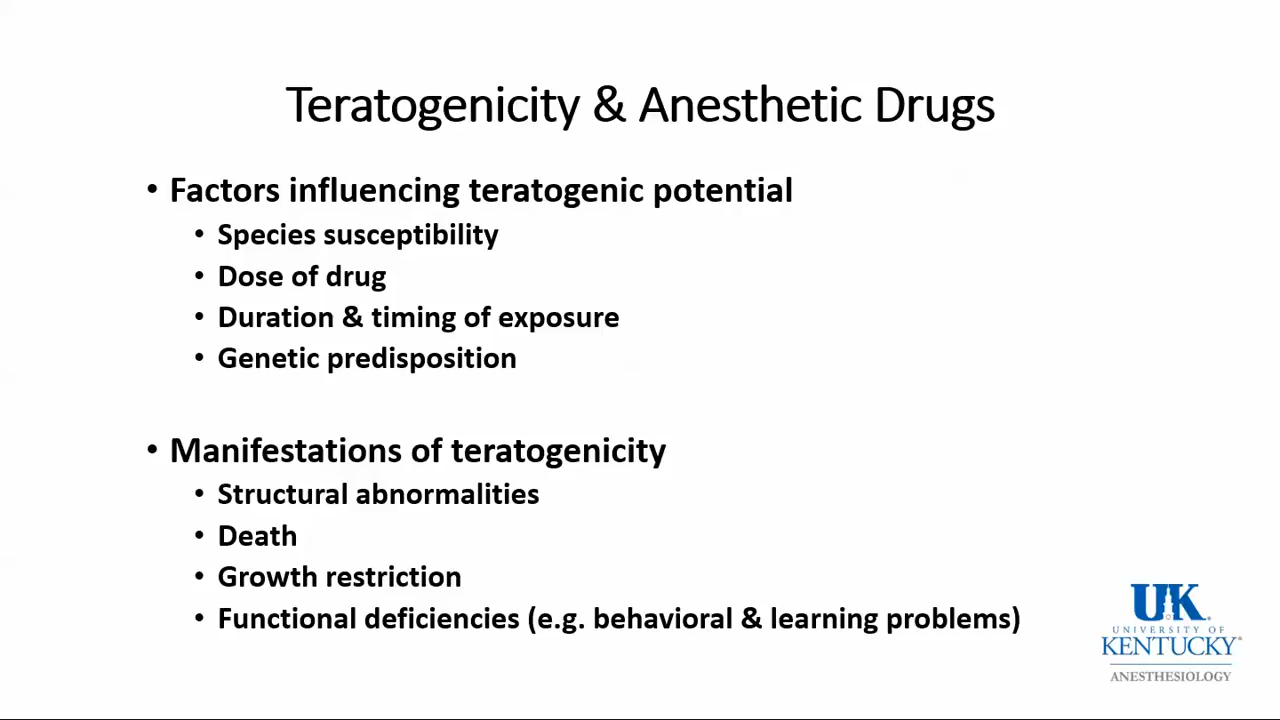 Teratogenicity & Anesthetic Drugs
• Factors influencing teratogenic potential
• Species susceptibility
• Dose of drug
• Duration & timing of exposure
• Genetic predisposition
• Manifestations of teratogenicity
• Structural abnormalities
• Death
• Growth restriction
• Functional deficiencies (e.g. behavioral & learning problems)
UK
UNIVERSITY OF
KENTUCKY®
ANESTHESIOLOGY